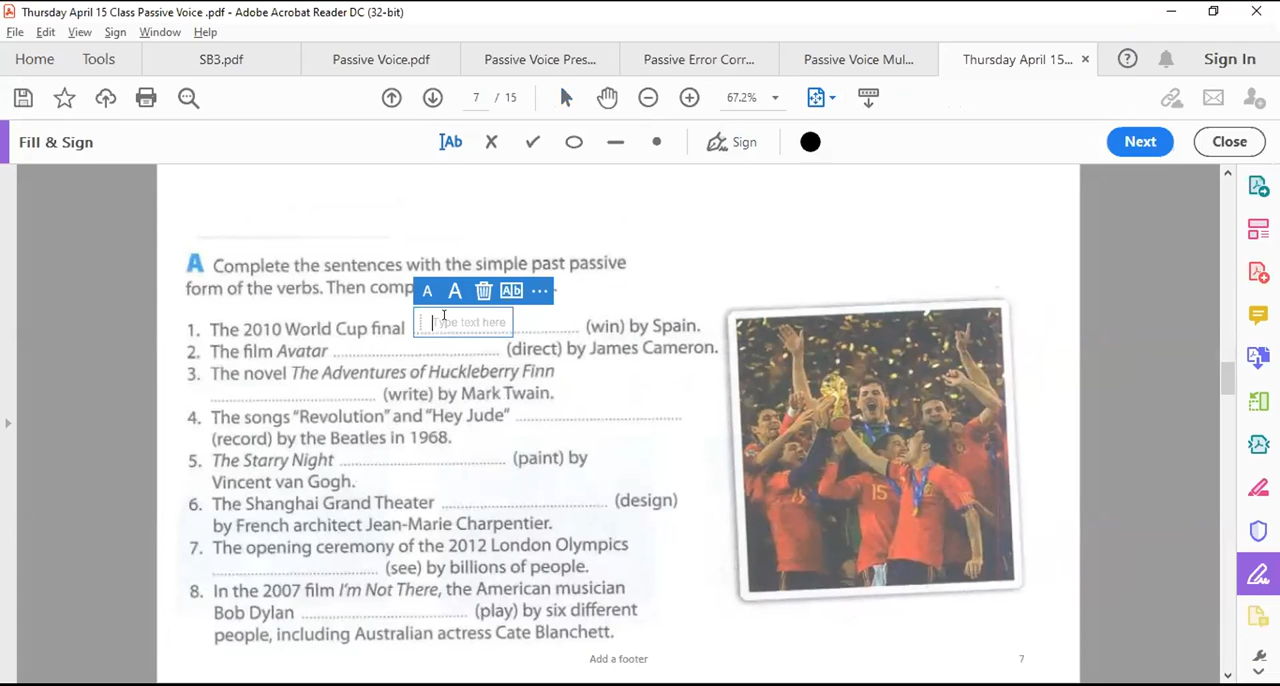 Thursday April 15 Class Passive Voice .pdf - Adobe Acrobat Reader DC (32-bit)
File Edit View Sign Window Help
Home Tools SB3.pdf Passive Voice.pdf Passive Voice Pres... Passive Error Corr... Passive Voice Mul... Thursday April 15... × Sign In
7 / 15 67.2%
Fill & Sign Ab Sign Next Close
A Complete the sentences with the simple past passive
form of the verbs. Then comp
A A Ab ...
Type text here
1. The 2010 World Cup final (win) by Spain.
2. The film Avatar (direct) by James Cameron.
3. The novel The Adventures of Huckleberry Finn
(write) by Mark Twain.
4. The songs "Revolution" and "Hey Jude"
(record) by the Beatles in 1968.
5. The Starry Night (paint) by
Vincent van Gogh.
6. The Shanghai Grand Theater (design)
by French architect Jean-Marie Charpentier.
7. The opening ceremony of the 2012 London Olympics
(see) by billions of people.
8. In the 2007 film I'm Not There, the American musician
Bob Dylan (play) by six different
people, including Australian actress Cate Blanchett.
15
Add a footer 7